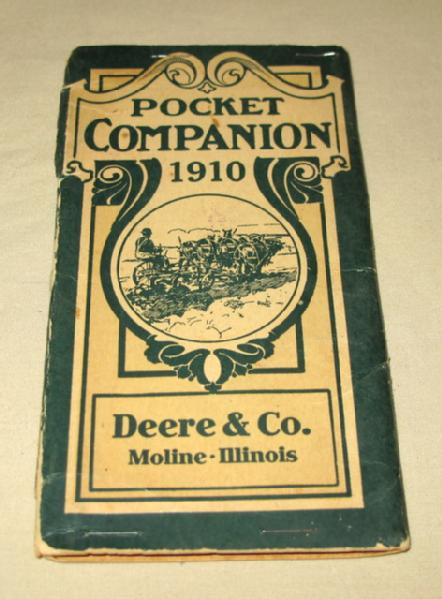 POCKET
COMPANION
1910
Deere & Co.
Moline-Illinois